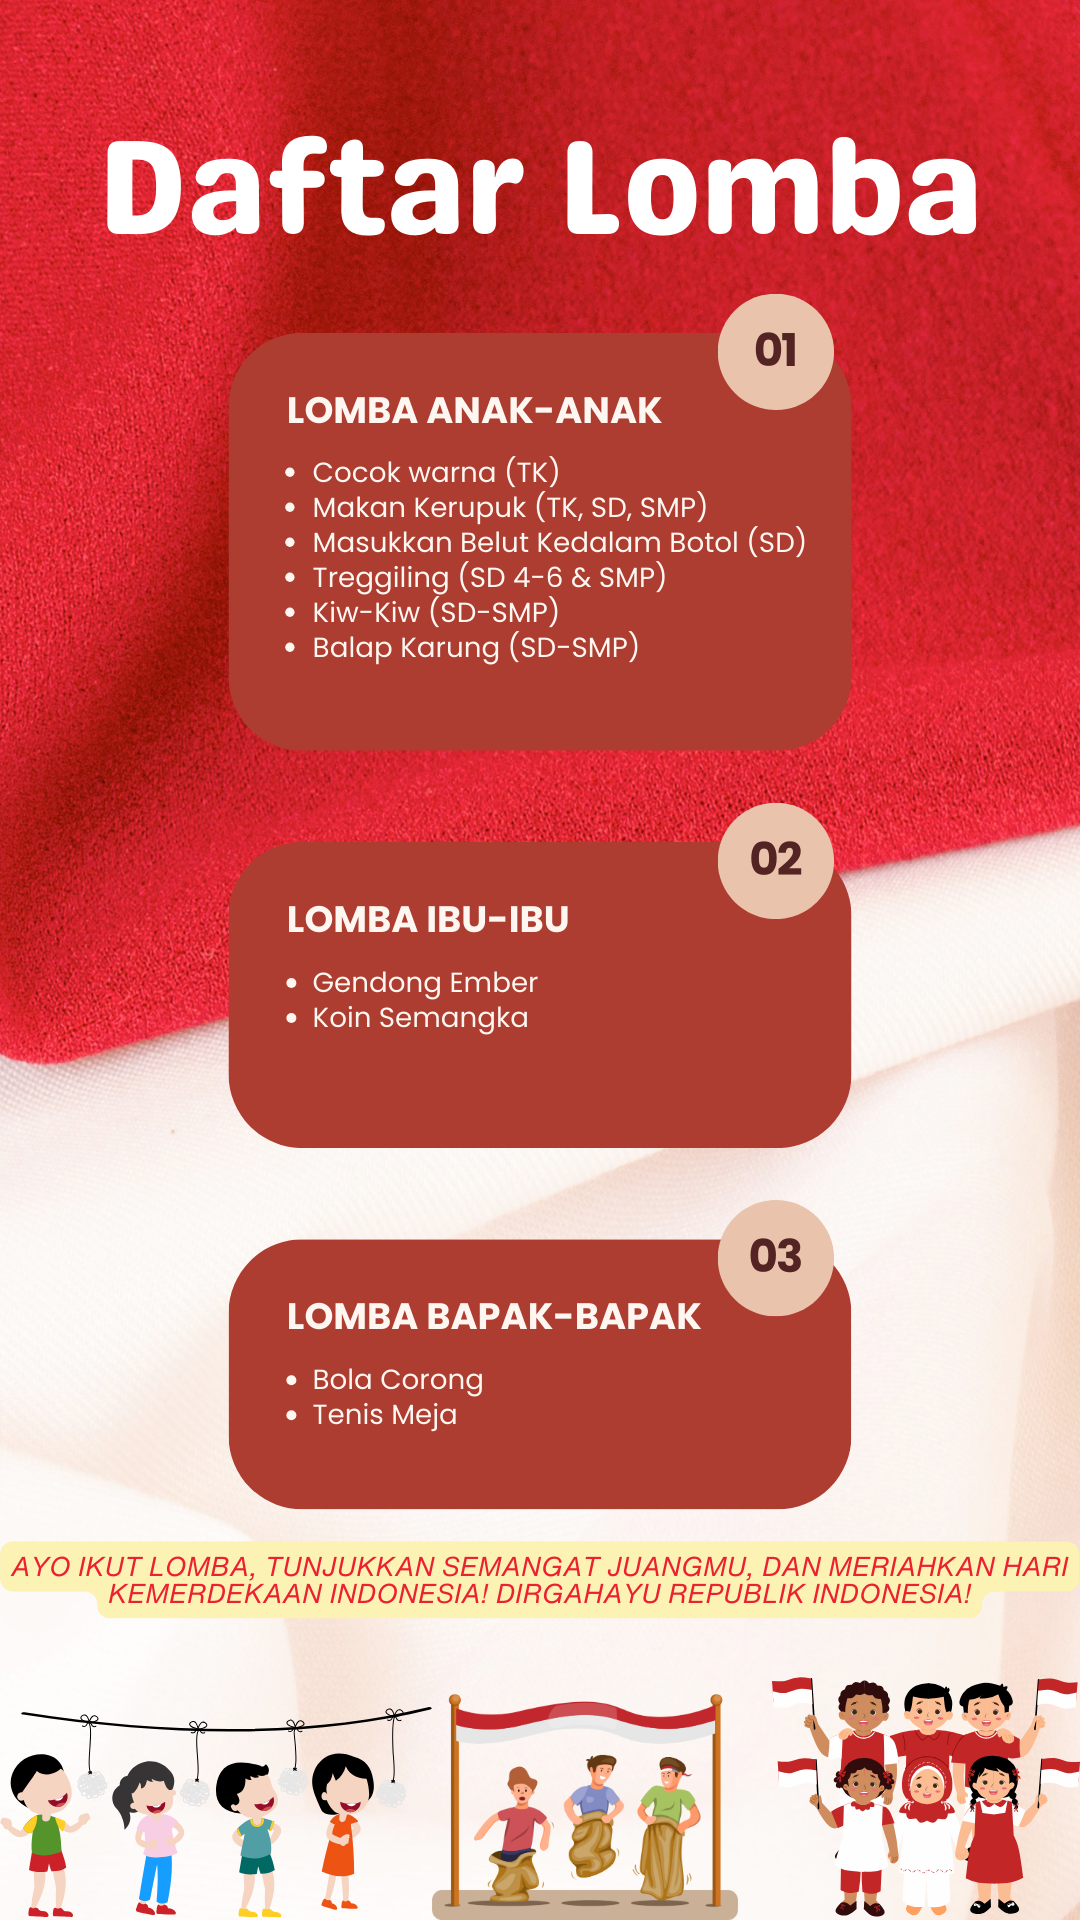 Daftar Lomba
01
LOMBA ANAK-ANAK
• Cocok warna (TK)
• Makan Kerupuk (TK, SD, SMP)
• Masukkan Belut Kedalam Botol (SD)
• Treggiling (SD 4-6 & SMP)
• Kiw-Kiw (SD-SMP)
• Balap Karung (SD-SMP)
02
LOMBA IBU-IBU
• Gendong Ember
• Koin Semangka
03
LOMBA BAPAK-BAPAK
• Bola Corong
• Tenis Meja
AYO IKUT LOMBA, TUNJUKKAN SEMANGAT JUANGMU, DAN MERIAHKAN HARI
KEMERDEKAAN INDONESIA! DIRGAHAYU REPUBLIK INDONESIA!